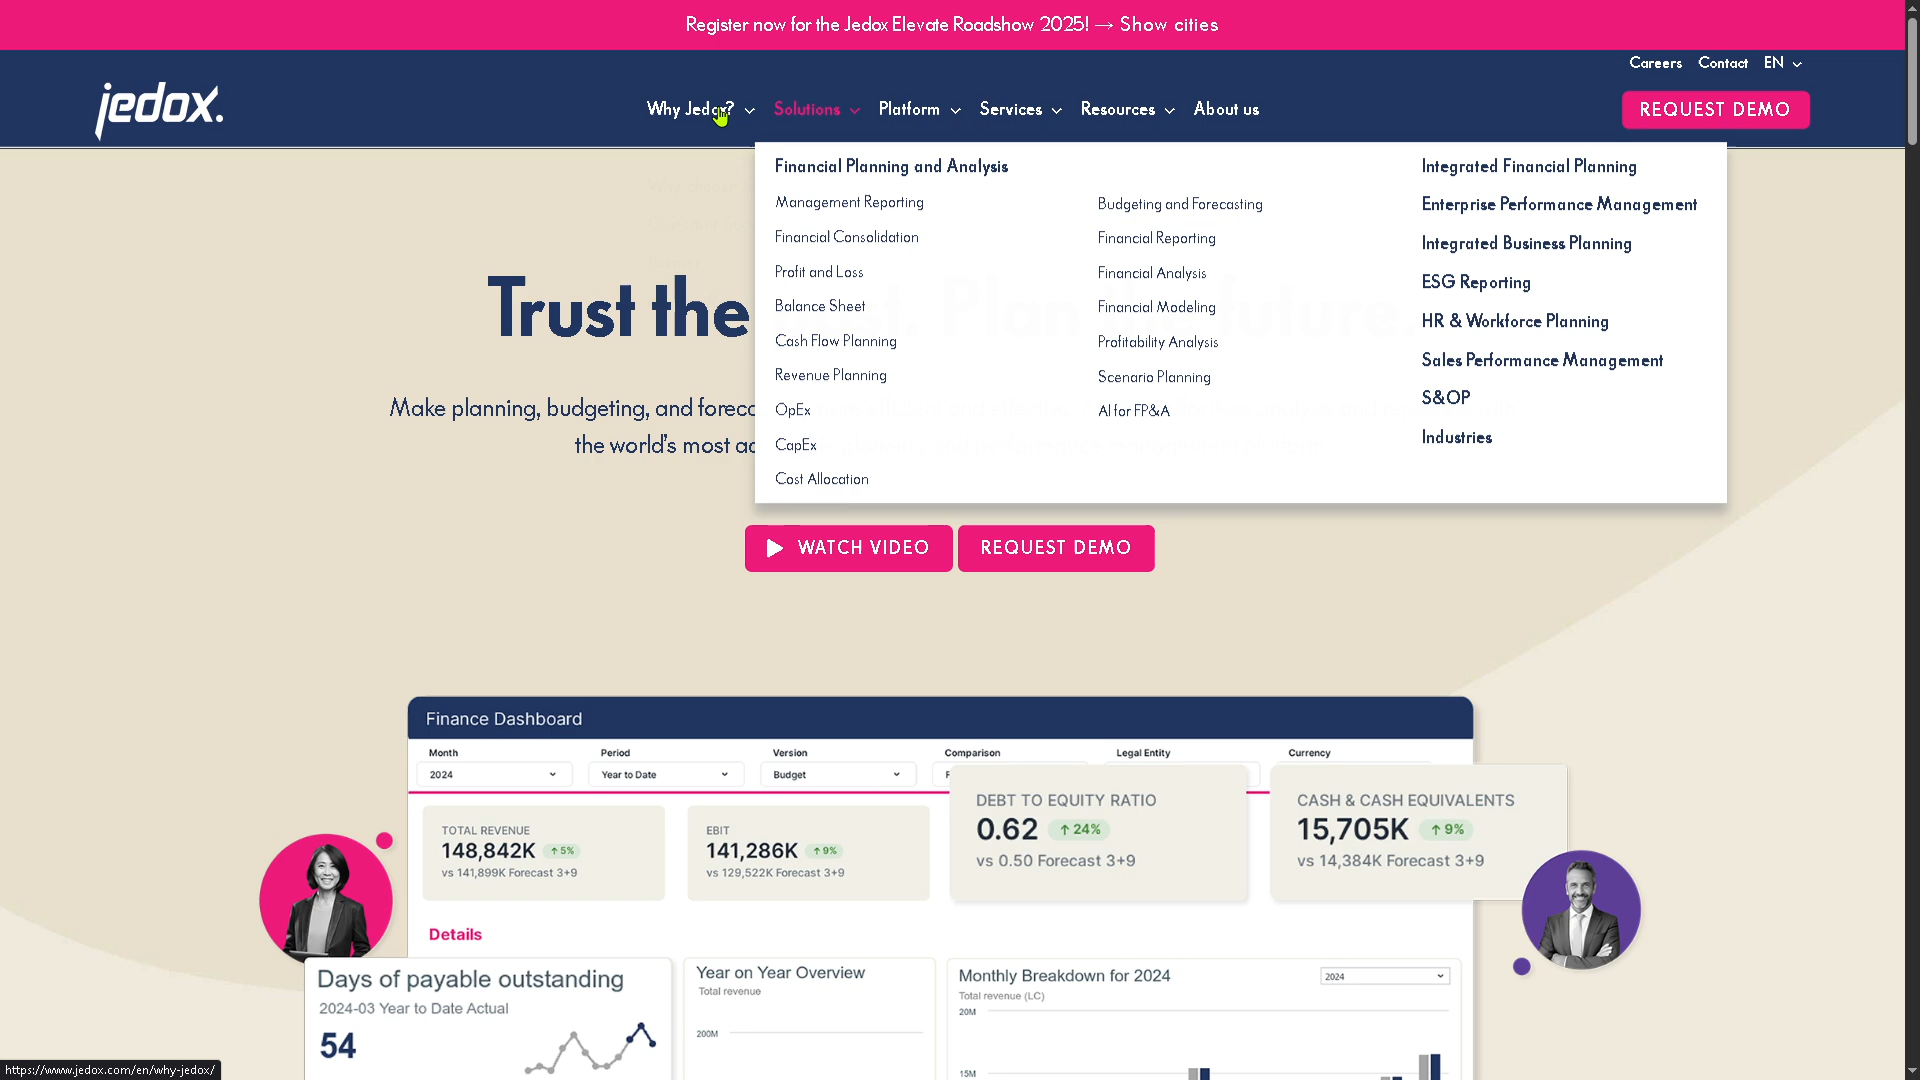 Register now for the Jedox Elevate Roadshow 2025! → Show cities
Careers Contact EN
jedox.
Why Jedox? Solutions Platform Services Resources About us
REQUEST DEMO
Financial Planning and Analysis
Management Reporting
Financial Consolidation
Profit and Loss
Balance Sheet
Cash Flow Planning
Revenue Planning
OpEx
CapEx
Cost Allocation
Budgeting and Forecasting
Financial Reporting
Financial Analysis
Financial Modeling
Profitability Analysis
Scenario Planning
AI for FP&A
Integrated Financial Planning
Enterprise Performance Management
Integrated Business Planning
ESG Reporting
HR & Workforce Planning
Sales Performance Management
S&OP
Industries
Trust the
Make planning, budgeting, and foreca
the world's most
WATCH VIDEO
REQUEST DEMO
Finance Dashboard
Month Period Version Comparison Legal Entity Currency
2024 Year to Date Budget
TOTAL REVENUE
148,842K ↑ 5%
vs 141,899K Forecast 3+9
EBIT
141,286K ↑ 9%
vs 129,522K Forecast 3+9
DEBT TO EQUITY RATIO
0.62 ↑ 24%
vs 0.50 Forecast 3+9
CASH & CASH EQUIVALENTS
15,705K ↑ 9%
vs 14,384K Forecast 3+9
Details
Days of payable outstanding
2024-03 Year to Date Actual
54
Year on Year Overview
Total revenue
200M
Monthly Breakdown for 2024
2024
Total revenue (LC)
20M
15M
https://www.jedox.com/en/why-jedox/